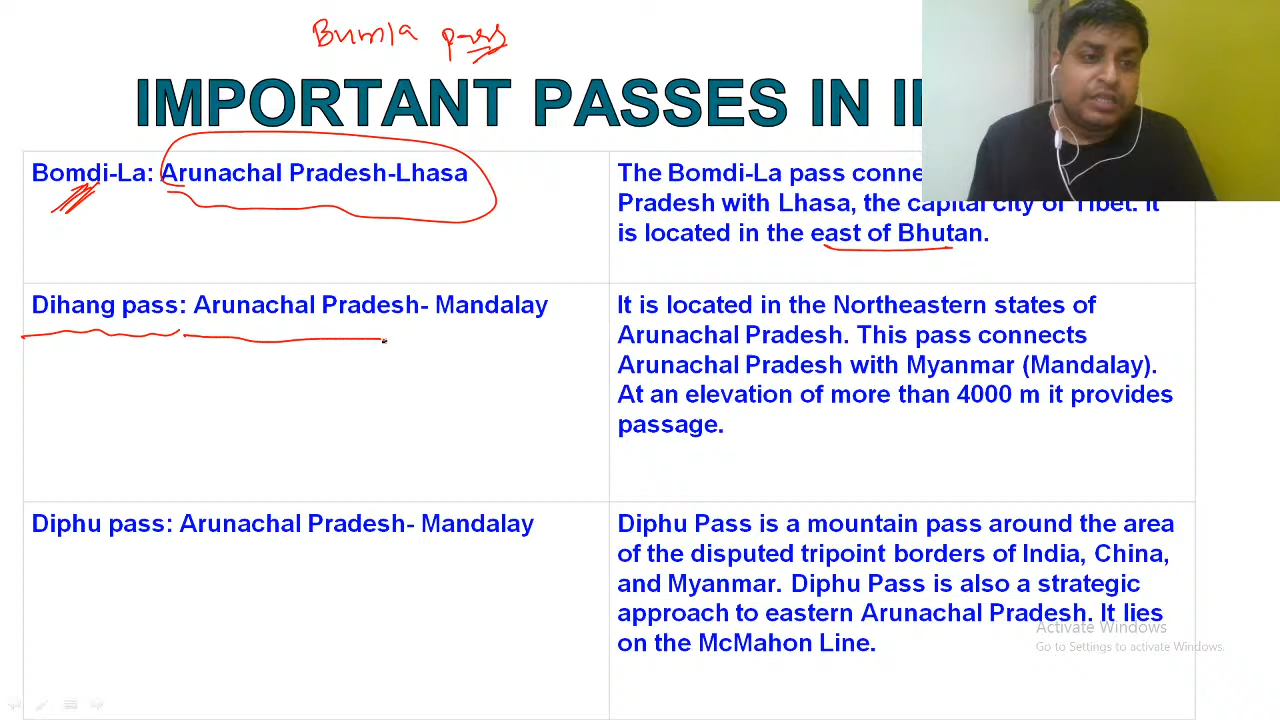 Bumla pass
IMPORTANT PASSES IN
Bomdi-La: Arunachal Pradesh-Lhasa
The Bomdi-La pass
Pradesh with Lhasa, the capital city of Tibet. It
is located in the east of Bhutan.
Dihang pass: Arunachal Pradesh- Mandalay
It is located in the Northeastern states of
Arunachal Pradesh. This pass connects
Arunachal Pradesh with Myanmar (Mandalay).
At an elevation of more than 4000 m it provides
passage.
Diphu pass: Arunachal Pradesh- Mandalay
Diphu Pass is a mountain pass around the area
of the disputed tripoint borders of India, China,
and Myanmar. Diphu Pass is also a strategic
approach to eastern Arunachal Pradesh. It lies
on the McMahon Line.
Activate Windows
Go to Settings to activate Windows.